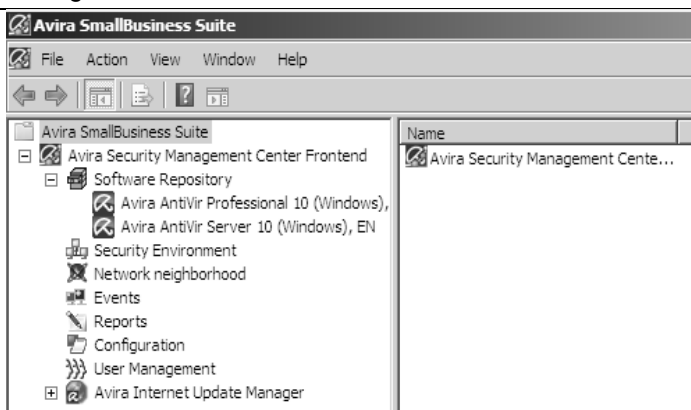 Avira SmallBusiness Suite
File Action View Window Help
Avira SmallBusiness Suite
Avira Security Management Center Frontend
Software Repository
Avira AntiVir Professional 10 (Windows),
Avira AntiVir Server 10 (Windows), EN
Security Environment
Network neighborhood
Events
Reports
Configuration
User Management
Avira Internet Update Manager
Name
Avira Security Management Cente...